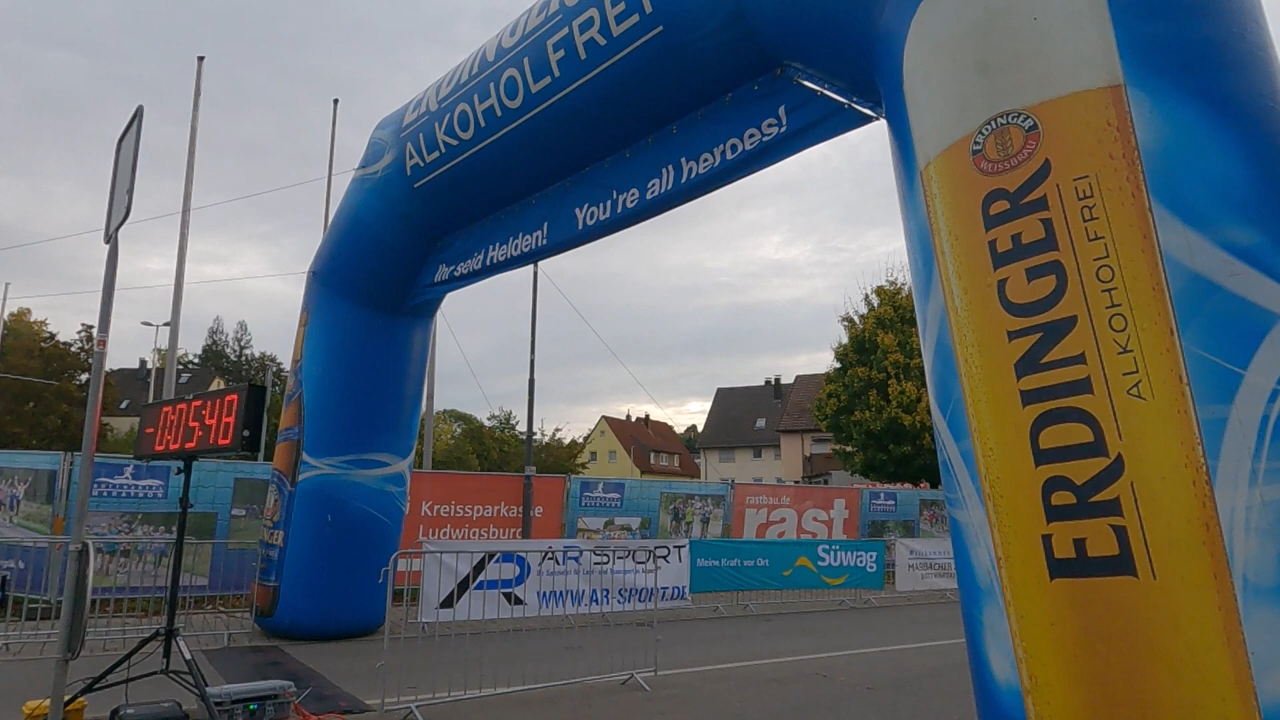 ERDINGER
ALKOHOLFREI
Ihr seid Helden! You're all heroes!
ERDINGER
WEISSBRÄU
ERDINGER
ALKOHOLFREI
-0:05:48
MARATHON
Kreissparkasse
Ludwigsburg
rastbau.de
rast
AR SPORT
WWW.AR-SPORT.DE
Meine Kraft vor Ort
Süwag